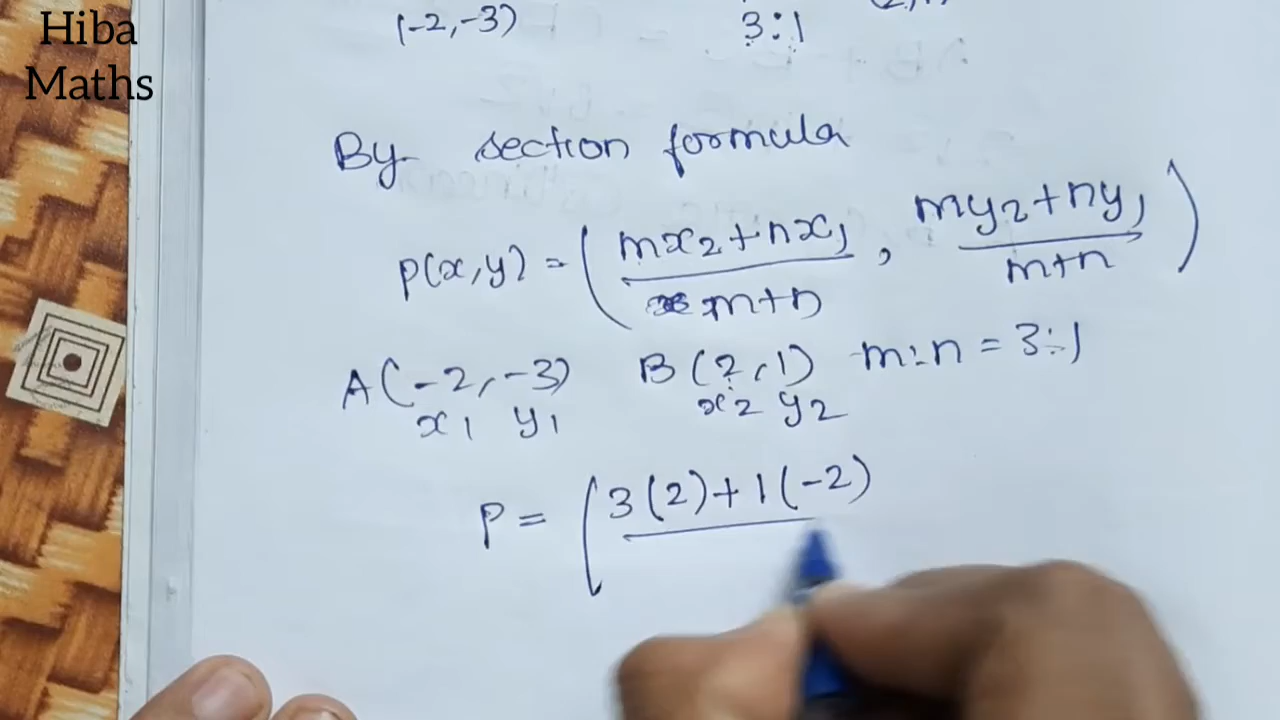 Hiba
Maths
(-2,-3) 3:1
By section formula
P(x,y) = ( mx2+nx1 / m+n , my2+ny1 / m+n )
A(-2,-3) B(2,1) m:n = 3:1
x1 y1 x2 y2
P = ( 3(2)+1(-2)